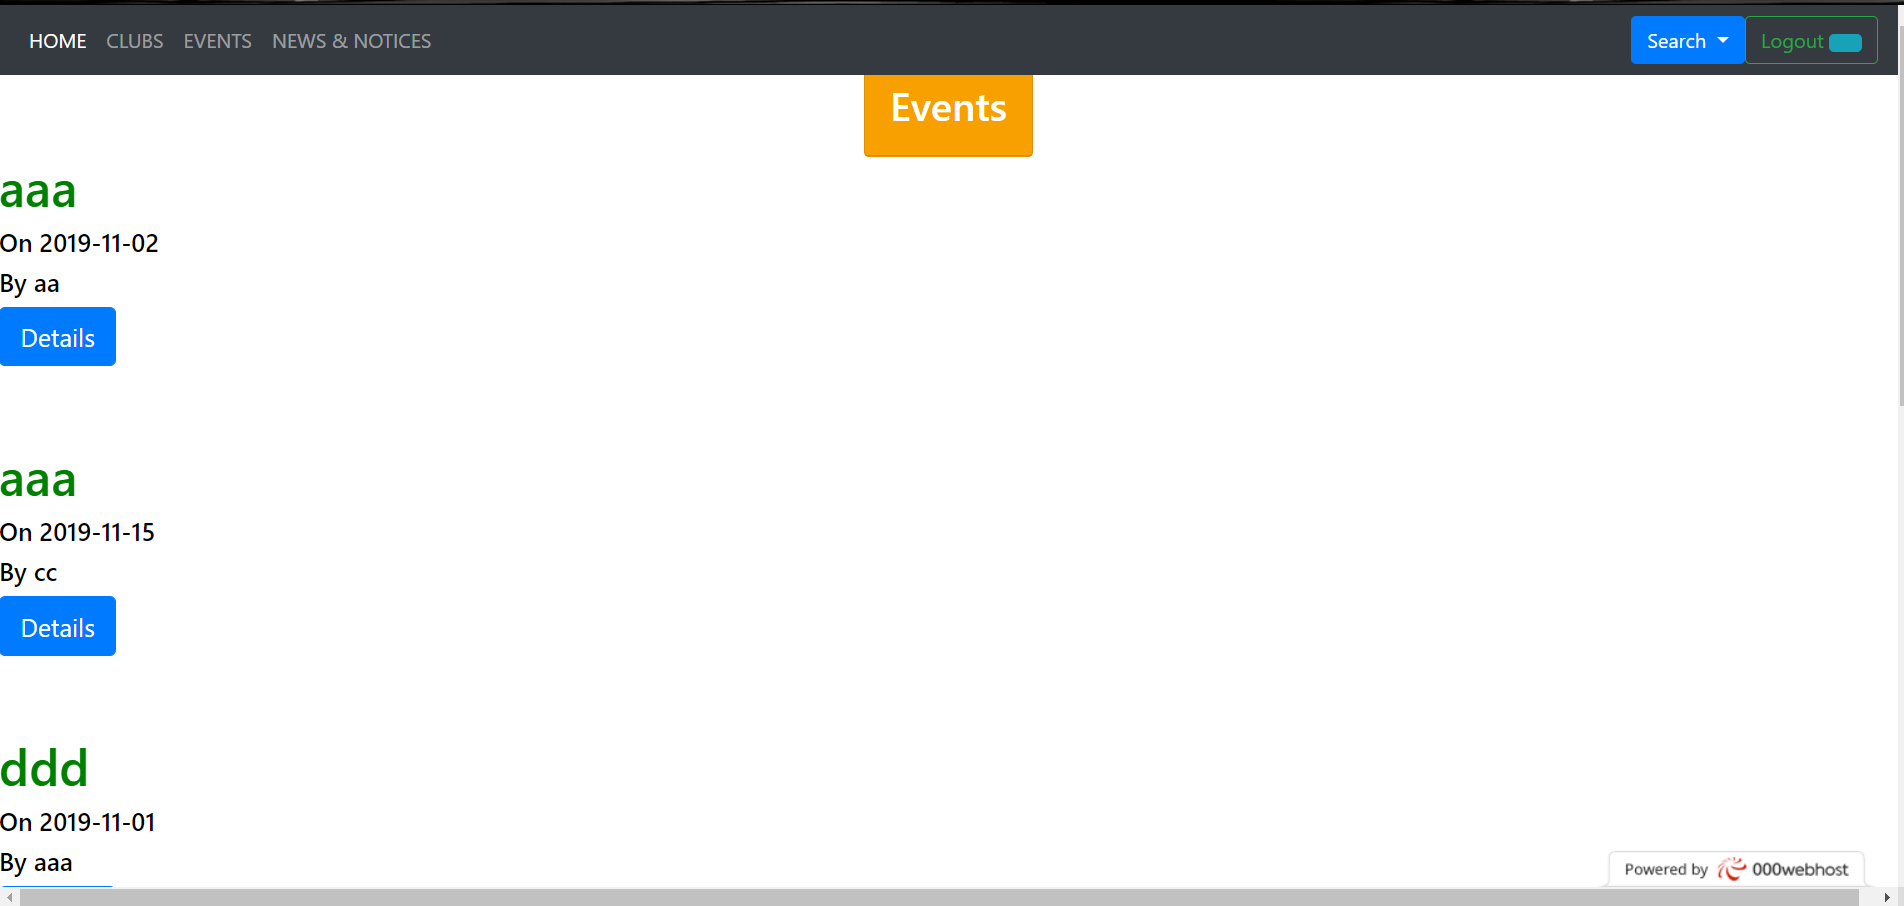 HOME CLUBS EVENTS NEWS & NOTICES Search Logout
Events
aaa
On 2019-11-02
By aa
Details
aaa
On 2019-11-15
By cc
Details
ddd
On 2019-11-01
By aaa
Powered by 000webhost